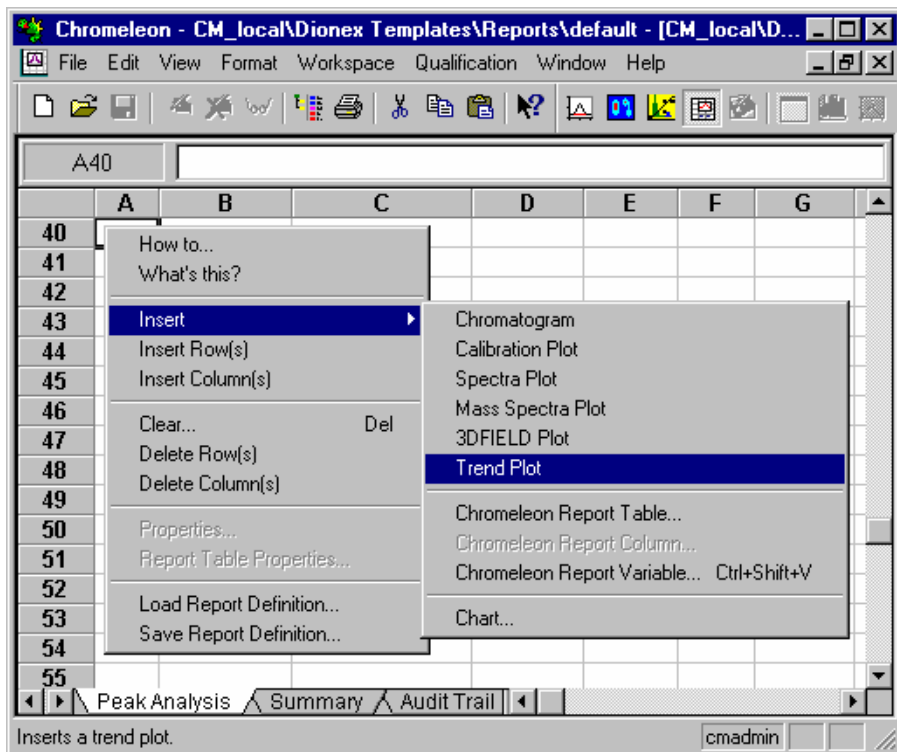 Chromeleon - CM_local\Dionex Templates\Reports\default - [CM_local\D...
File Edit View Format Workspace Qualification Window Help
A40
A B C D E F G
40
41
42
43
44
45
46
47
48
49
50
51
52
53
54
55
How to...
What's this?
Insert
Insert Row(s)
Insert Column(s)
Clear... Del
Delete Row(s)
Delete Column(s)
Properties...
Report Table Properties...
Load Report Definition...
Save Report Definition...
Chromatogram
Calibration Plot
Spectra Plot
Mass Spectra Plot
3DFIELD Plot
Trend Plot
Chromeleon Report Table...
Chromeleon Report Column...
Chromeleon Report Variable... Ctrl+Shift+V
Chart...
Peak Analysis Summary Audit Trail
Inserts a trend plot. cmadmin